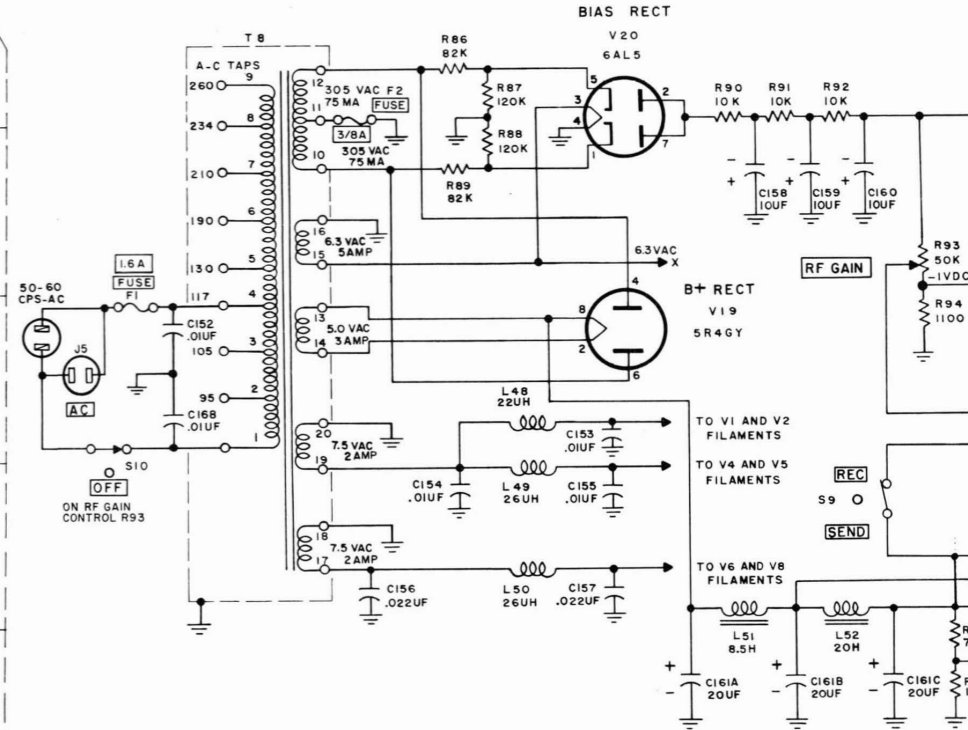 BIAS RECT
V20
6AL5
T8
A-C TAPS
9
260
8
234
7
210
6
190
5
130
4
117
3
105
2
95
1
12
305 VAC F2
75 MA
FUSE
11
3/8A
305 VAC
10
75MA
R86
82K
R87
120K
R88
120K
R89
82K
5
3
4
1
2
7
R90
10K
R91
10K
R92
10K
-
+
C158
10UF
-
+
C159
10UF
-
+
C160
10UF
16
6.3 VAC
5AMP
15
6.3VAC
X
RF GAIN
R93
50K
-1VDC
R94
1100
1.6A
FUSE
F1
50-60
CPS-AC
J5
AC
C152
.01UF
C168
.01UF
S10
OFF
ON RF GAIN
CONTROL R93
13
5.0 VAC
3AMP
14
4
8
2
6
B+ RECT
V19
5R4GY
20
7.5 VAC
2AMP
19
L48
22UH
C153
.01UF
TO V1 AND V2
FILAMENTS
C154
.01UF
L49
26UH
C155
.01UF
TO V4 AND V5
FILAMENTS
REC
S9
SEND
18
7.5 VAC
2AMP
17
C156
.022UF
L50
26UH
C157
.022UF
TO V6 AND V8
FILAMENTS
L51
8.5H
L52
20H
+
-
C161A
20UF
+
-
C161B
20UF
+
-
C161C
20UF